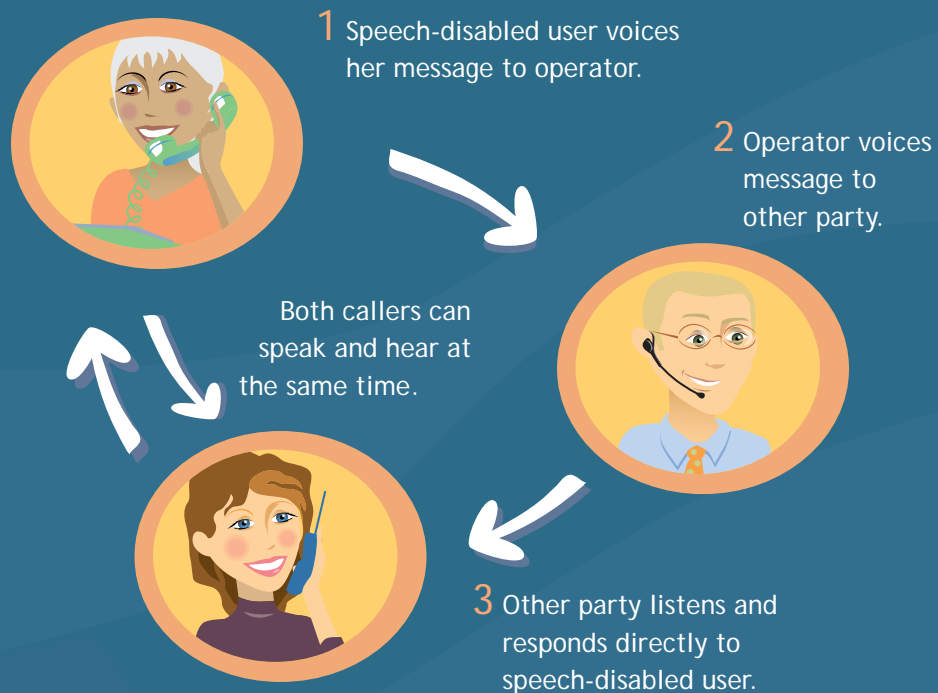 1 Speech-disabled user voices
her message to operator.
2 Operator voices
message to
other party.
Both callers can
speak and hear at
the same time.
3 Other party listens and
responds directly to
speech-disabled user.